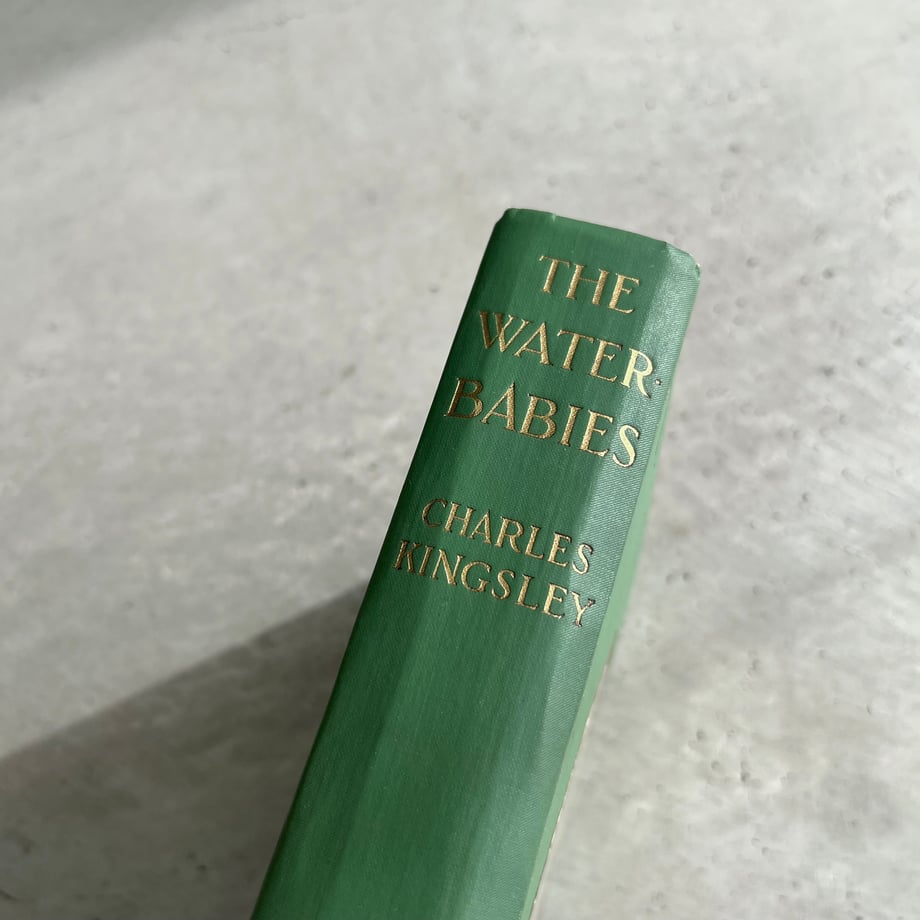 THE
WATER-
BABIES
CHARLES
KINGSLEY